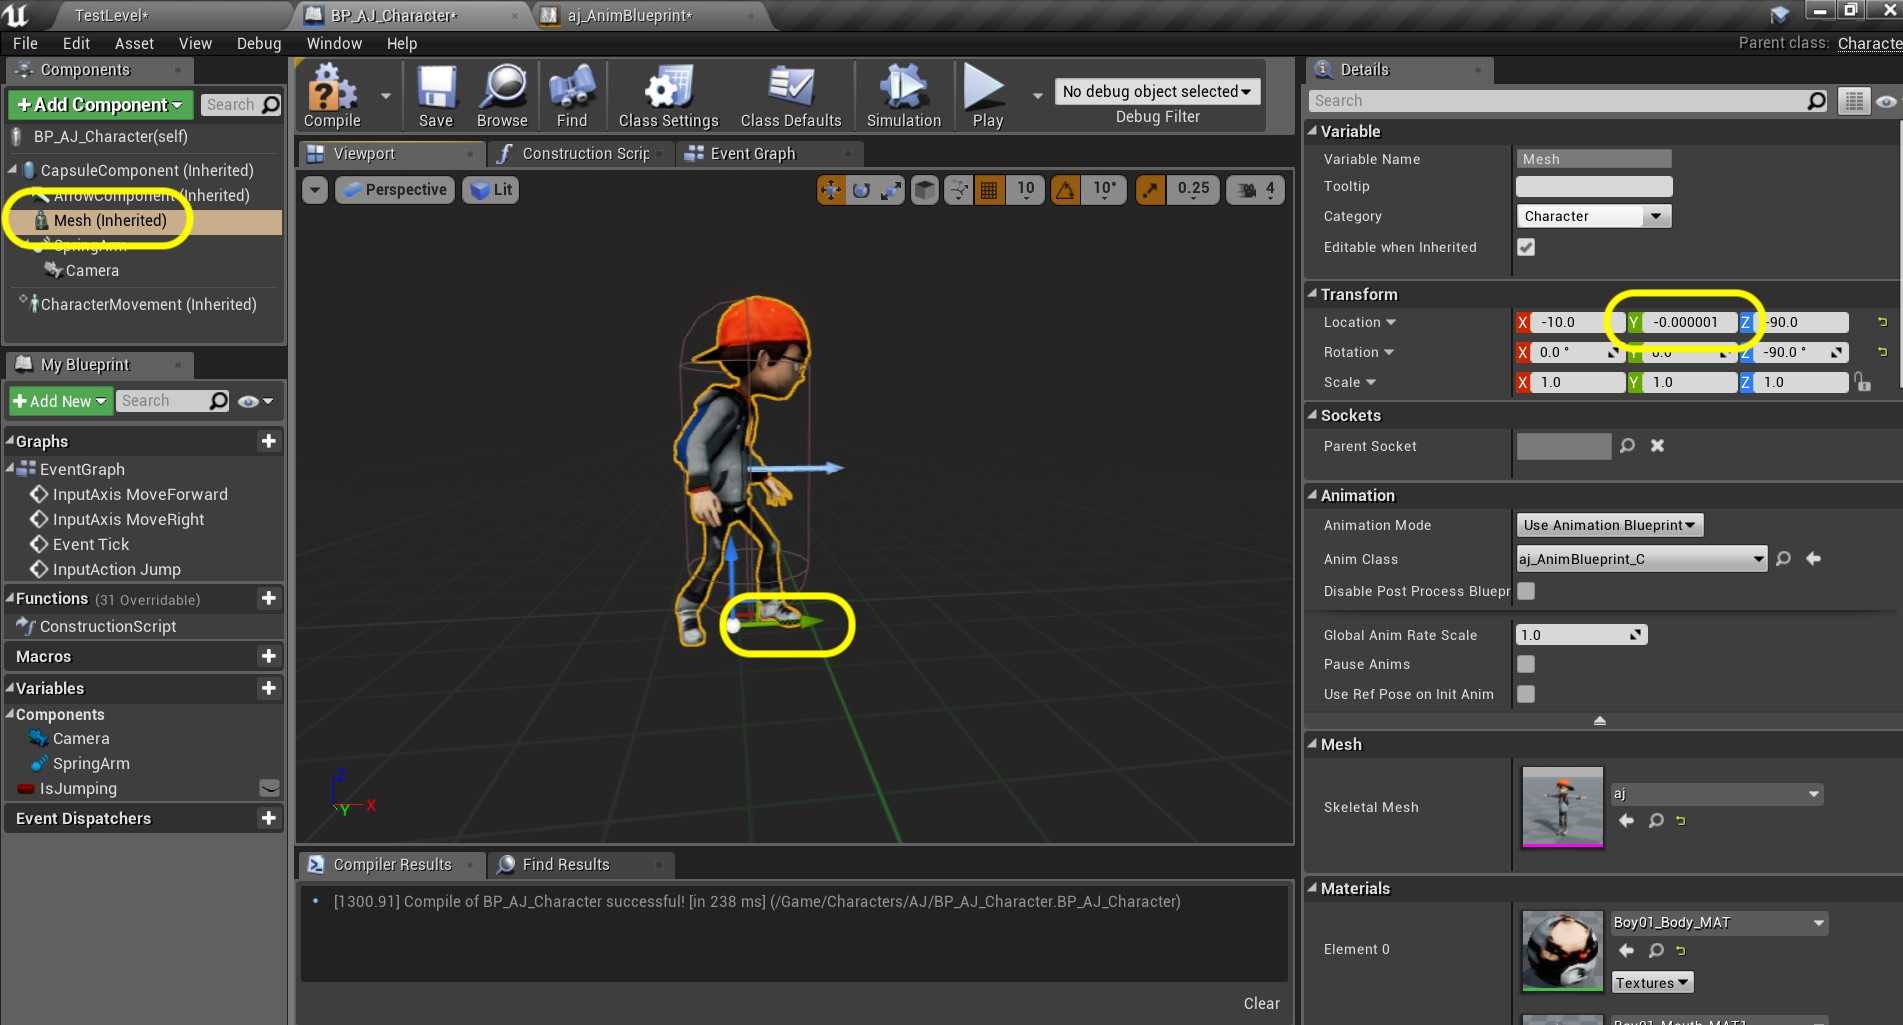 TestLevel*
BP_AJ_Character*
aj_AnimBlueprint*
File Edit Asset View Debug Window Help
Parent class: Characte
Components
+Add Component
Search
BP_AJ_Character(self)
CapsuleComponent (Inherited)
ArrowComponent (Inherited)
Mesh (Inherited)
SpringArm
Camera
CharacterMovement (Inherited)
My Blueprint
+Add New
Search
Graphs
EventGraph
InputAxis MoveForward
InputAxis MoveRight
Event Tick
InputAction Jump
Functions (31 Overridable)
ConstructionScript
Macros
Variables
Components
Camera
SpringArm
IsJumping
Event Dispatchers
Compile
Save
Browse
Find
Class Settings
Class Defaults
Simulation
Play
No debug object selected
Debug Filter
Viewport
Construction Scrip
Event Graph
Perspective
Lit
10
10°
0.25
4
Z
X
Y
Compiler Results
Find Results
[1300.91] Compile of BP_AJ_Character successful! [in 238 ms] (/Game/Characters/AJ/BP_AJ_Character.BP_AJ_Character)
Clear
Details
Search
Variable
Variable Name Mesh
Tooltip
Category Character
Editable when Inherited
Transform
Location X -10.0 Y -0.000001 Z -90.0
Rotation X 0.0 ° Y 0.0 Z -90.0 °
Scale X 1.0 Y 1.0 Z 1.0
Sockets
Parent Socket
Animation
Animation Mode Use Animation Blueprint
Anim Class aj_AnimBlueprint_C
Disable Post Process Bluepr
Global Anim Rate Scale 1.0
Pause Anims
Use Ref Pose on Init Anim
Mesh
Skeletal Mesh aj
Materials
Element 0 Boy01_Body_MAT
Textures
Boy01_Mouth_MAT1